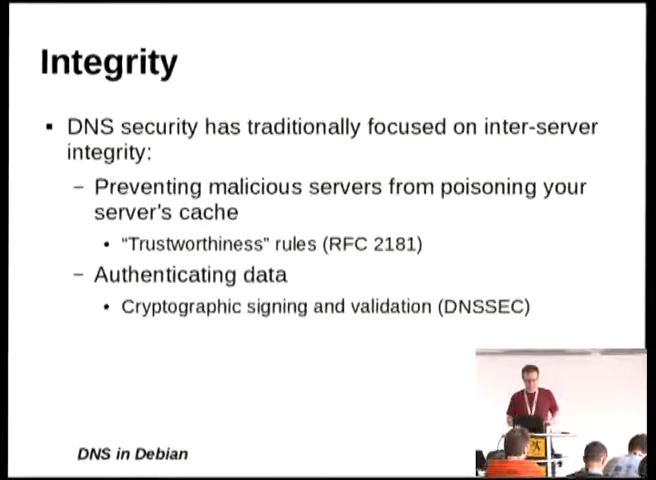 Integrity
▪ DNS security has traditionally focused on inter-server
integrity:
– Preventing malicious servers from poisoning your
server's cache
• “Trustworthiness” rules (RFC 2181)
– Authenticating data
• Cryptographic signing and validation (DNSSEC)
DNS in Debian